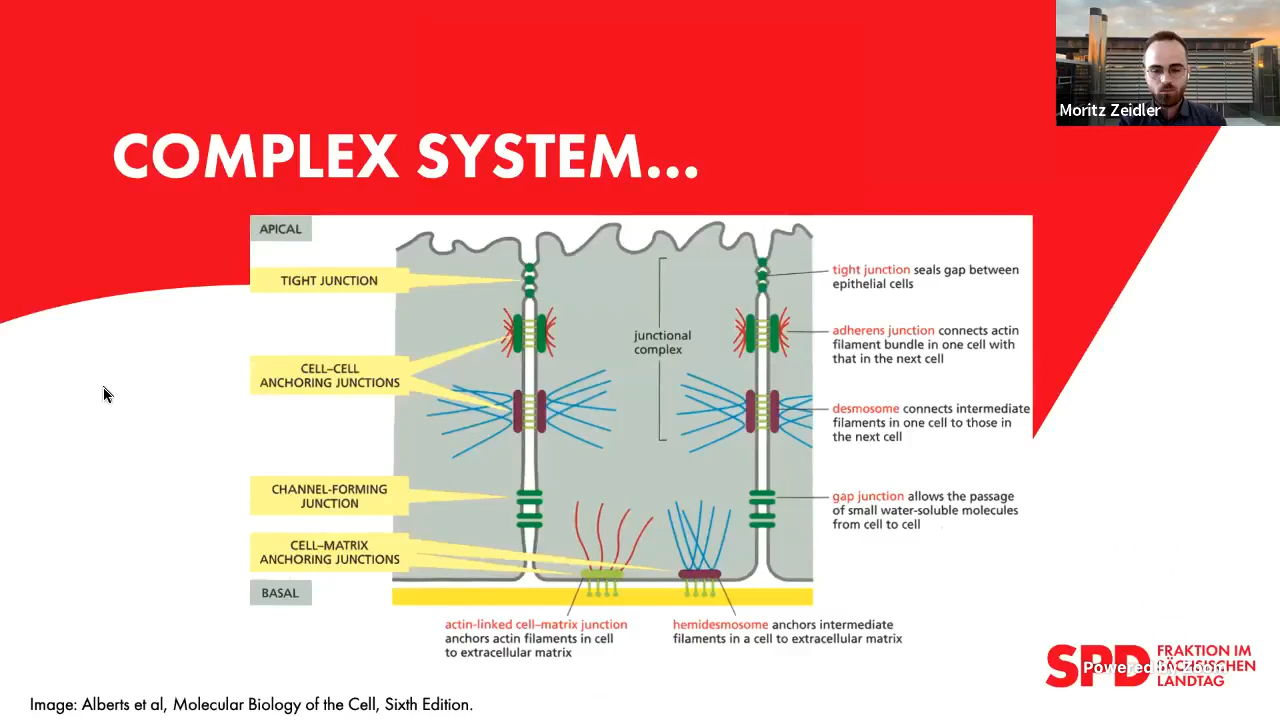 Moritz Zeidler
COMPLEX SYSTEM...
APICAL
TIGHT JUNCTION
CELL–CELL
ANCHORING JUNCTIONS
CHANNEL-FORMING
JUNCTION
CELL–MATRIX
ANCHORING JUNCTIONS
BASAL
junctional
complex
tight junction seals gap between
epithelial cells
adherens junction connects actin
filament bundle in one cell with
that in the next cell
desmosome connects intermediate
filaments in one cell to those in
the next cell
gap junction allows the passage
of small water-soluble molecules
from cell to cell
actin-linked cell–matrix junction
anchors actin filaments in cell
to extracellular matrix
hemidesmosome anchors intermediate
filaments in a cell to extracellular matrix
SPD
FRAKTION IM
SÄCHSISCHEN
LANDTAG
Powered by Zoom
Image: Alberts et al, Molecular Biology of the Cell, Sixth Edition.